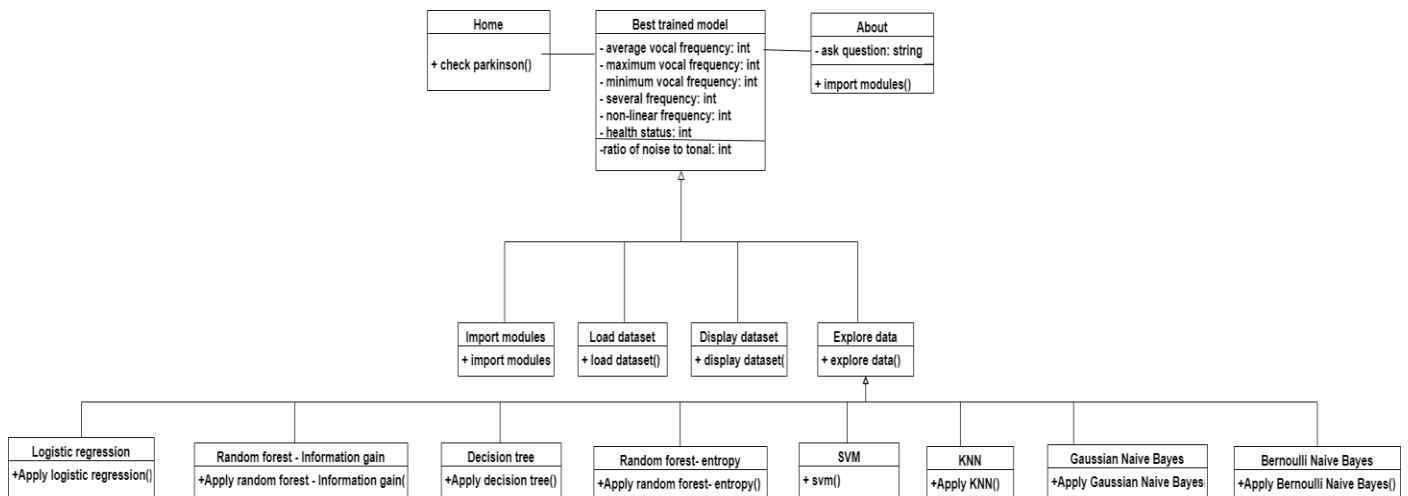 Home
+ check parkinson()
Best trained model
- average vocal frequency: int
- maximum vocal frequency: int
- minimum vocal frequency: int
- several frequency: int
- non-linear frequency: int
- health status: int
-ratio of noise to tonal: int
About
- ask question: string
+ import modules()
Import modules
+ import modules
Load dataset
+ load dataset()
Display dataset
+ display dataset(
Explore data
+ explore data()
Logistic regression
+Apply logistic regression()
Random forest - Information gain
+Apply random forest - Information gain(
Decision tree
+Apply decision tree()
Random forest- entropy
+Apply random forest- entropy()
SVM
+ svm()
KNN
+Apply KNN()
Gaussian Naive Bayes
+Apply Gaussian Naive Bayes(
Bernoulli Naive Bayes
+Apply Bernoulli Naive Bayes()